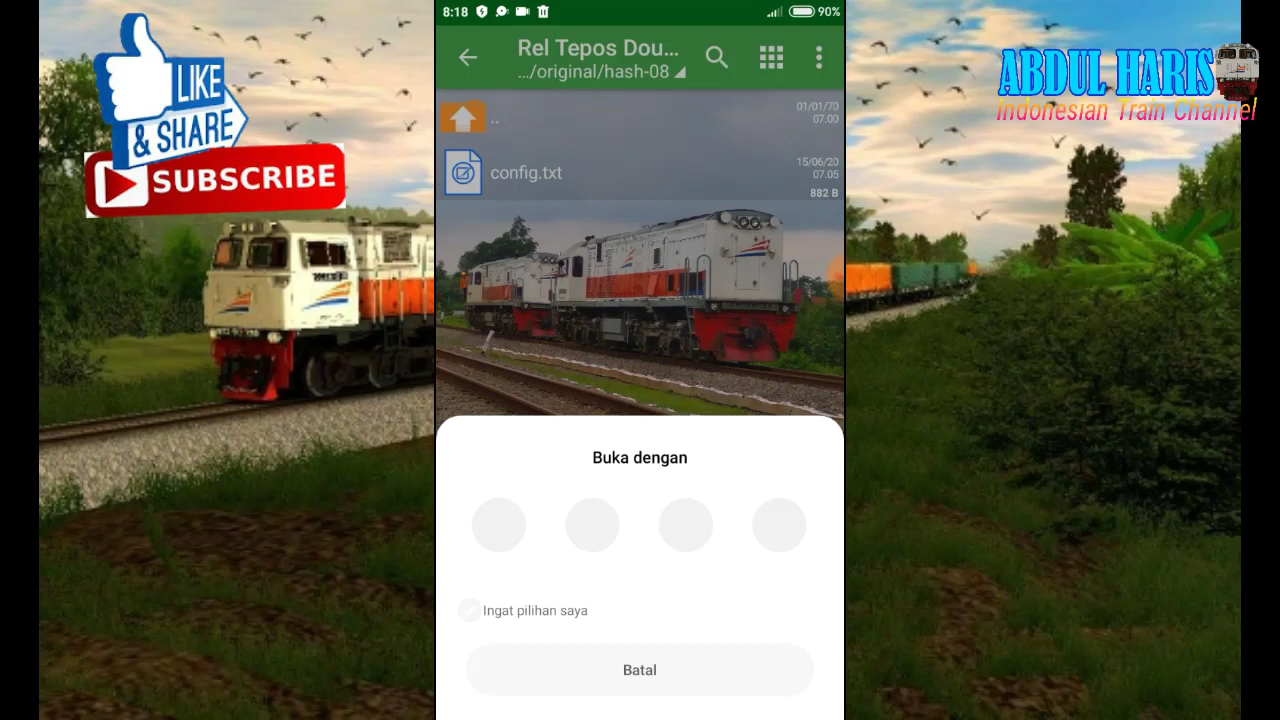 LIKE
& SHARE
SUBSCRIBE
8:18
90%
Rel Tepos Dou...
.../original/hash-08
..
01/01/70
07.00
config.txt
15/06/20
07.05
882 B
Buka dengan
Ingat pilihan saya
Batal
ABDUL HARIS
Indonesian Train Channel